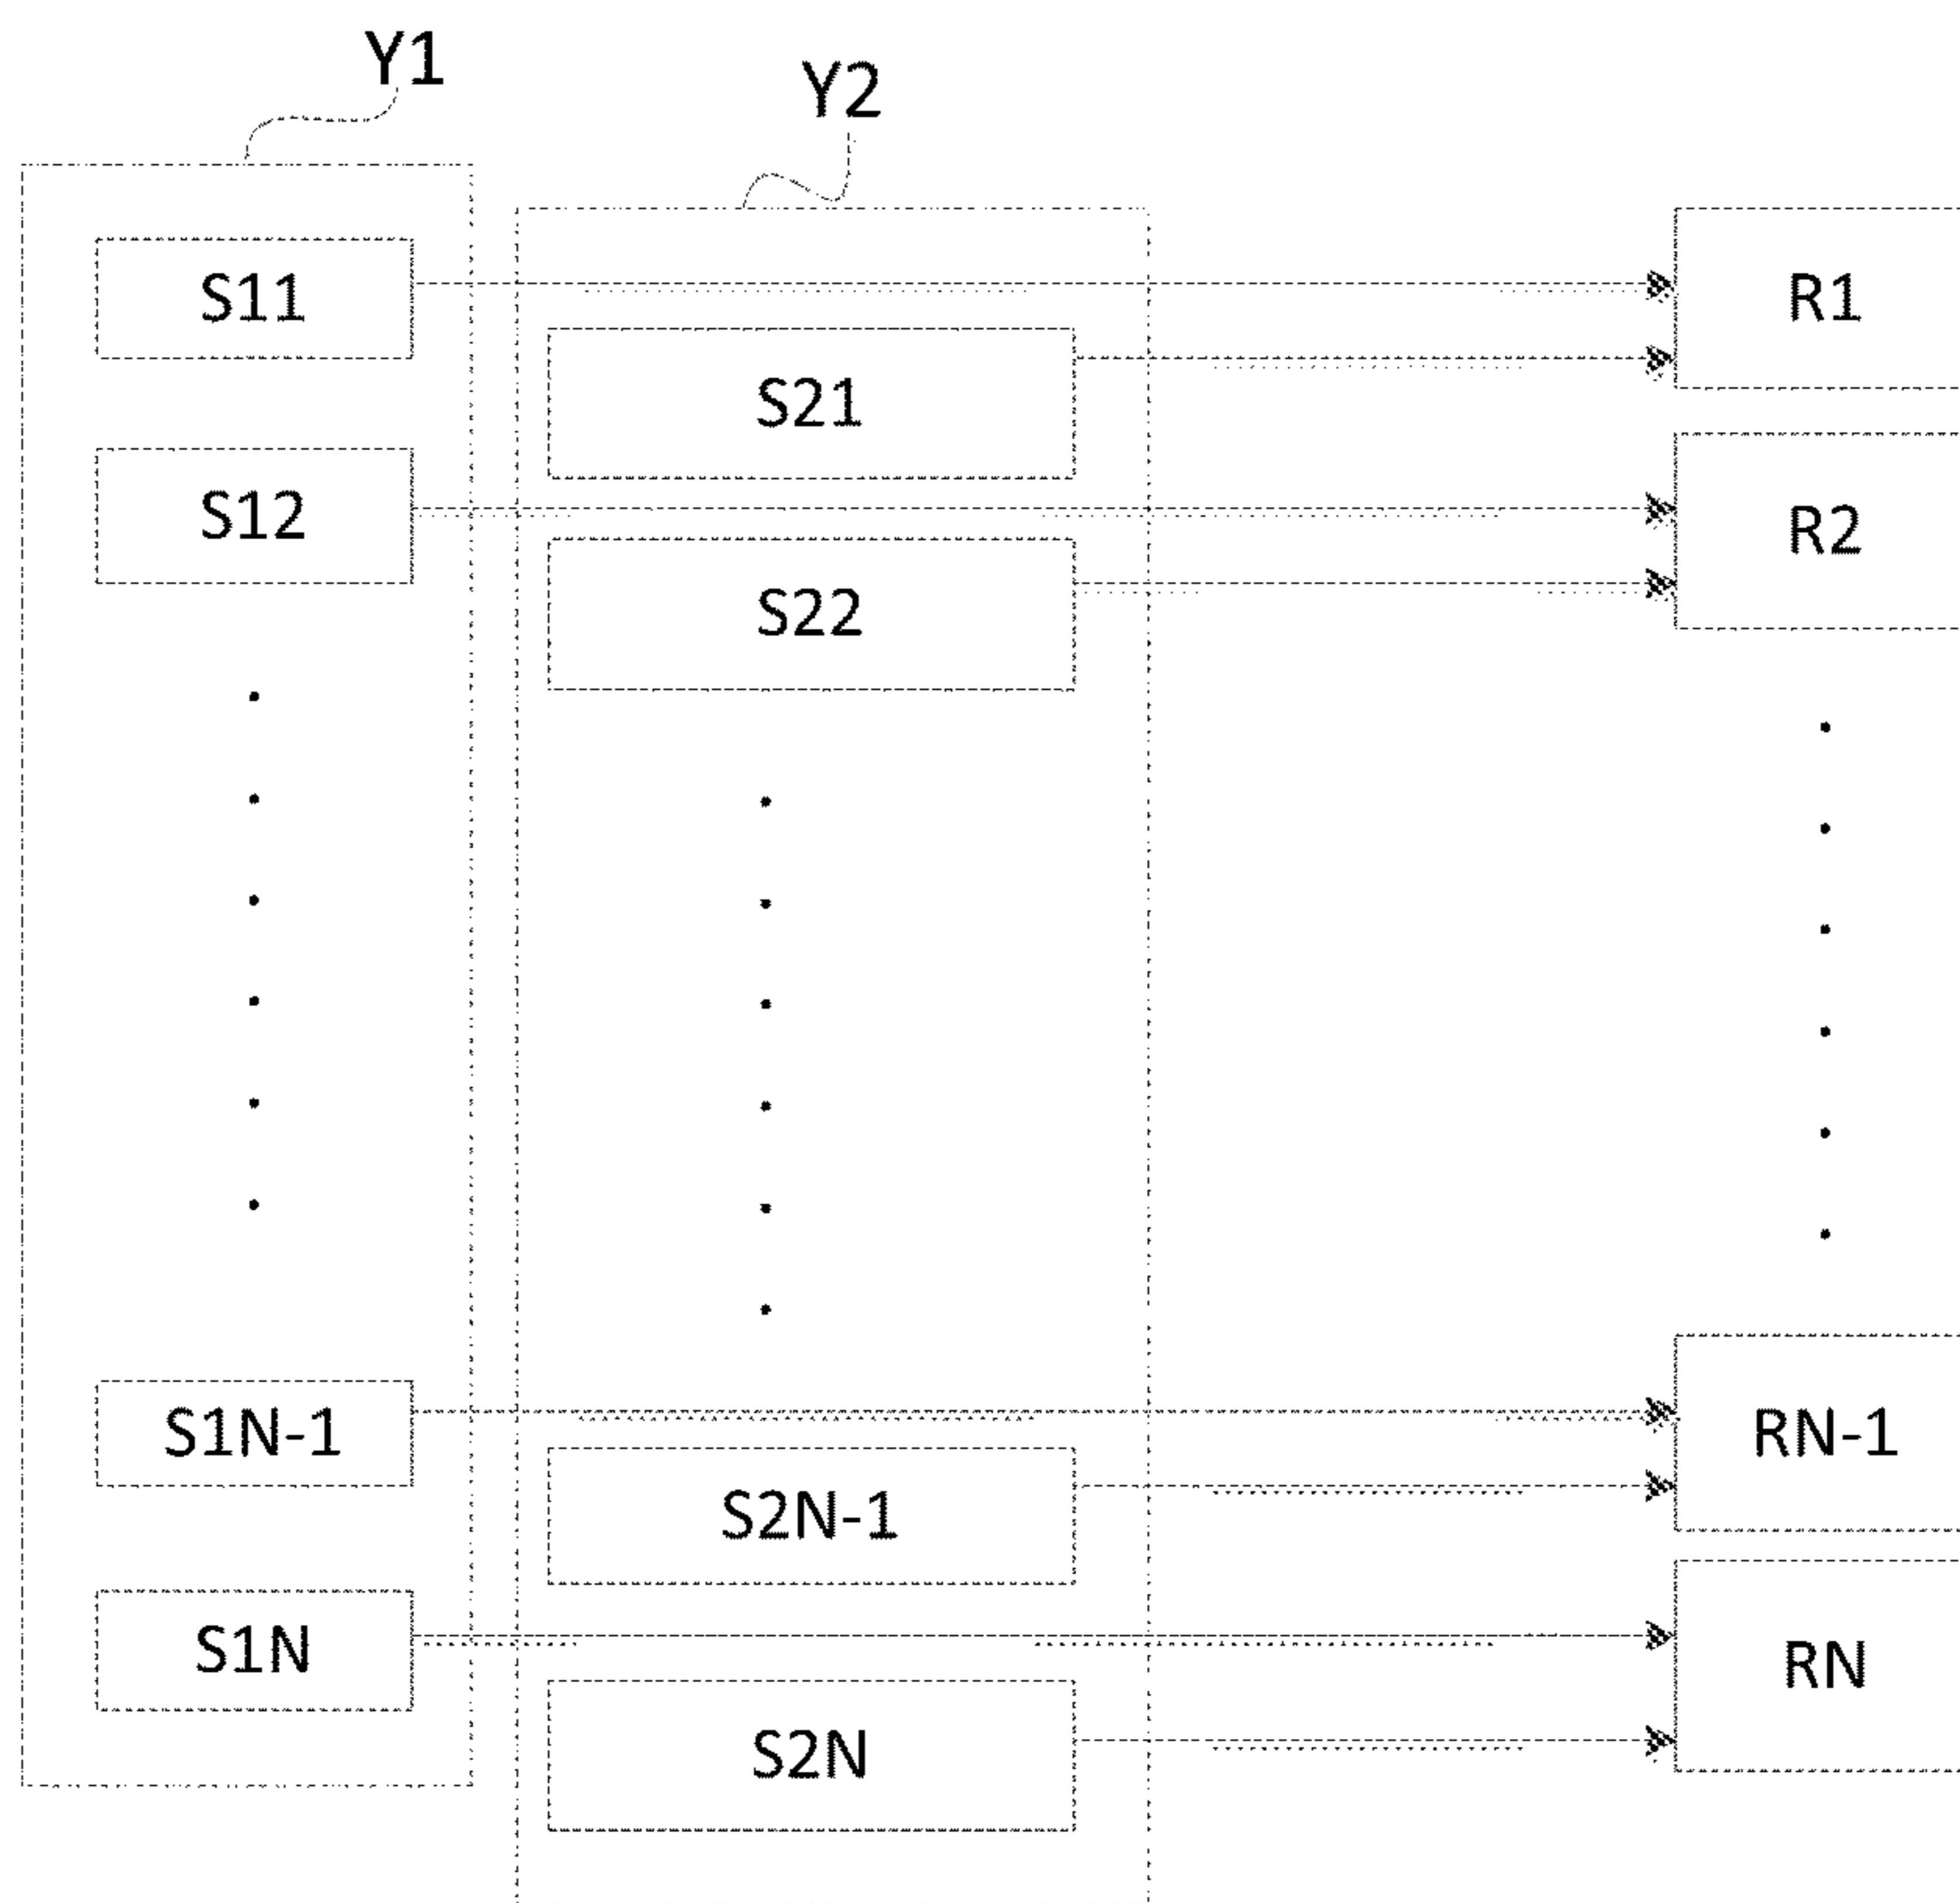 Y1
Y2
S11
R1
S21
S12
R2
S22
S1N-1
RN-1
S2N-1
S1N
RN
S2N